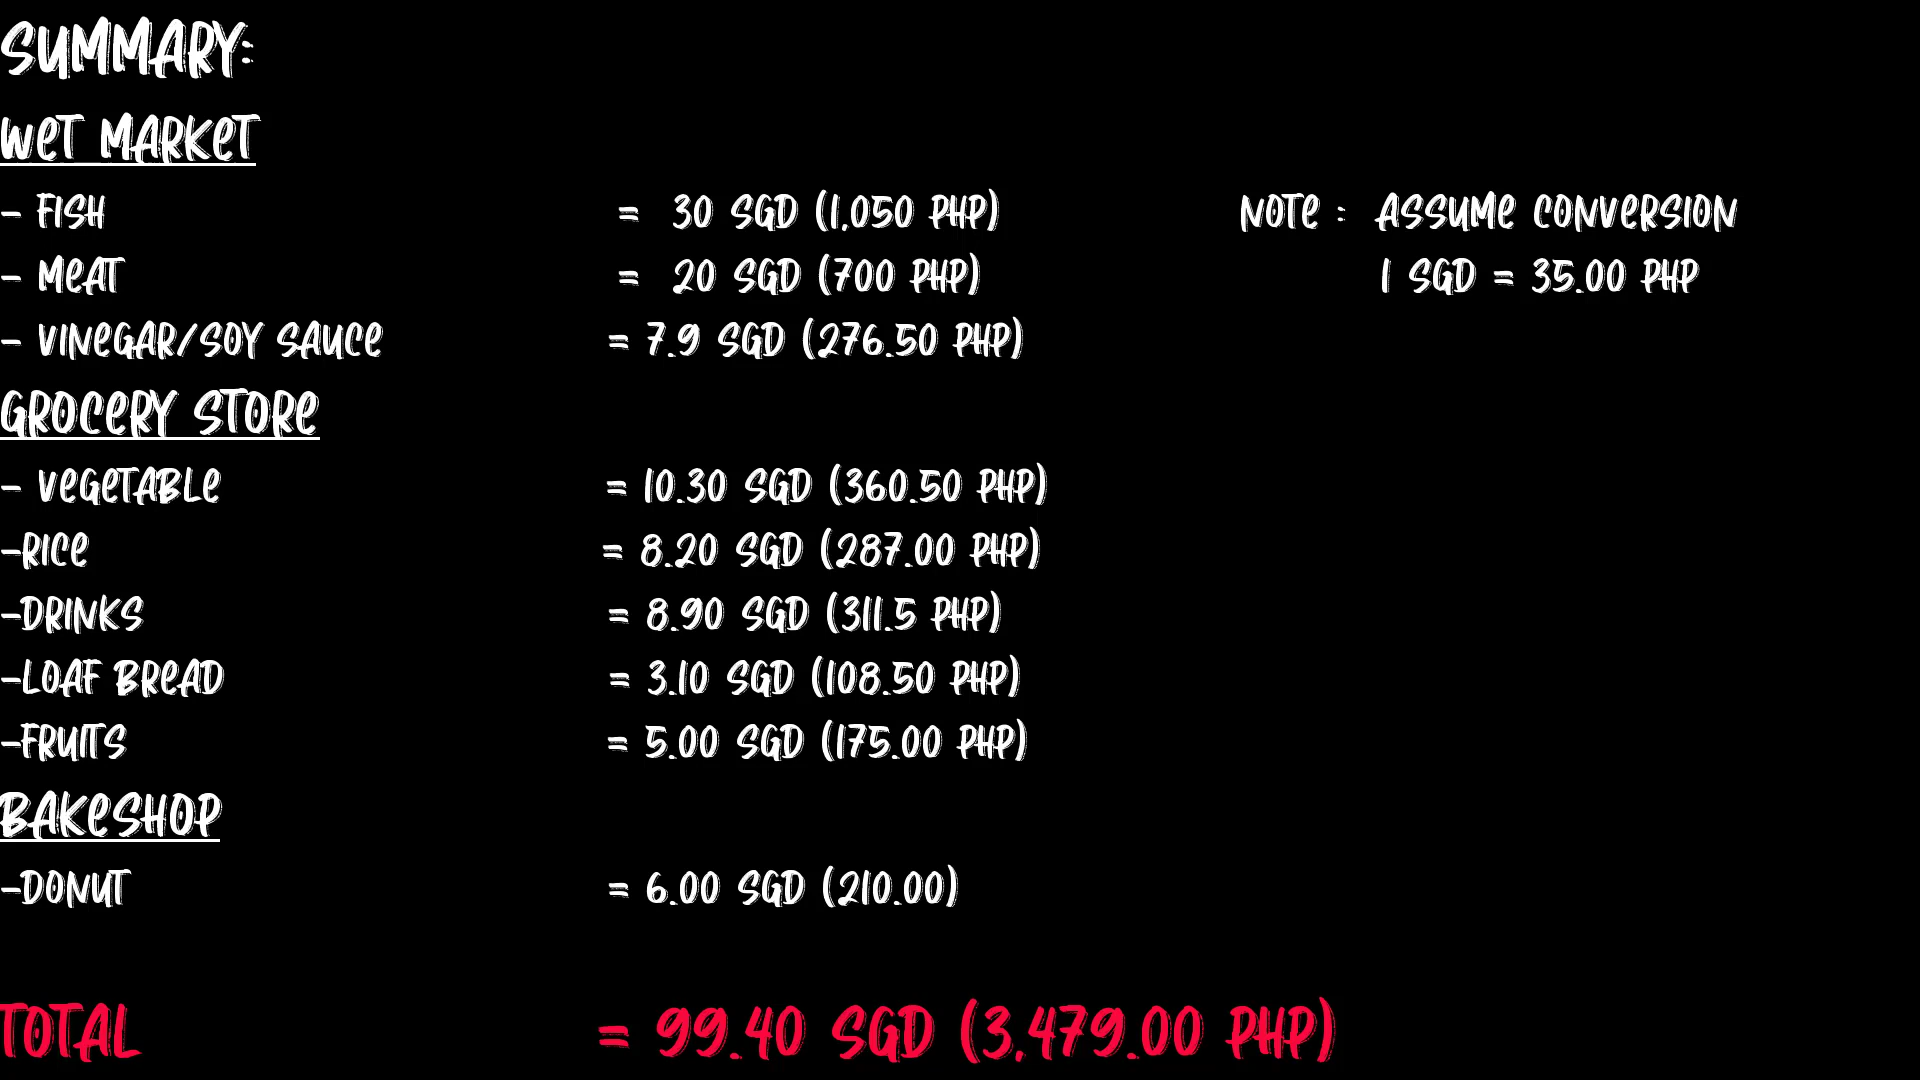 SUMMARY:
WET MARKET
- FISH = 30 SGD (1,050 PHP) NOTE : ASSUME CONVERSION
- MEAT = 20 SGD (700 PHP) 1 SGD = 35.00 PHP
- VINEGAR/SOY SAUCE = 7.9 SGD (276.50 PHP)
GROCERY STORE
- VEGETABLE = 10.30 SGD (360.50 PHP)
-RICE = 8.20 SGD (287.00 PHP)
-DRINKS = 8.90 SGD (311.5 PHP)
-LOAF BREAD = 3.10 SGD (108.50 PHP)
-FRUITS = 5.00 SGD (175.00 PHP)
BAKESHOP
-DONUT = 6.00 SGD (210.00)
TOTAL = 99.40 SGD (3,479.00 PHP)